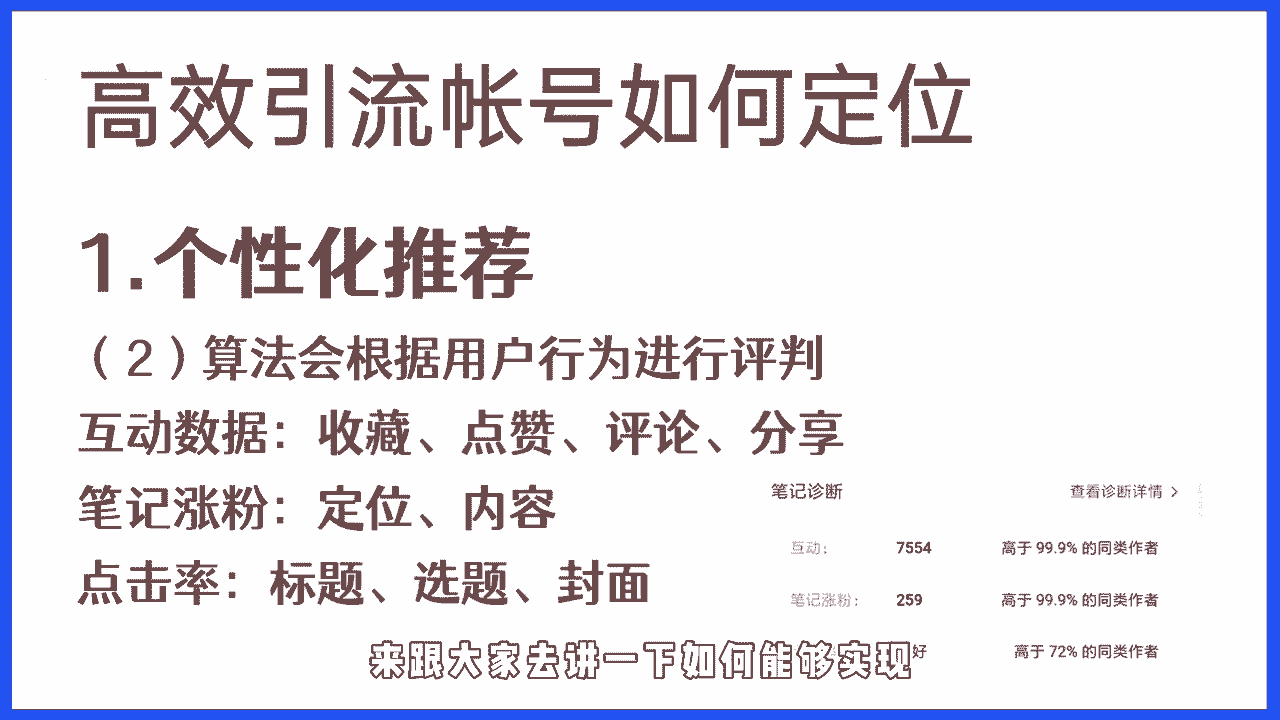 高效引流帐号如何定位
1.个性化推荐
（2）算法会根据用户行为进行评判
互动数据：收藏、点赞、评论、分享
笔记涨粉：定位、内容
点击率：标题、选题、封面
笔记诊断 查看诊断详情 >
互动： 7554 高于 99.9% 的同类作者
笔记涨粉： 259 高于 99.9% 的同类作者
好 高于 72% 的同类作者
来跟大家去讲一下如何能够实现